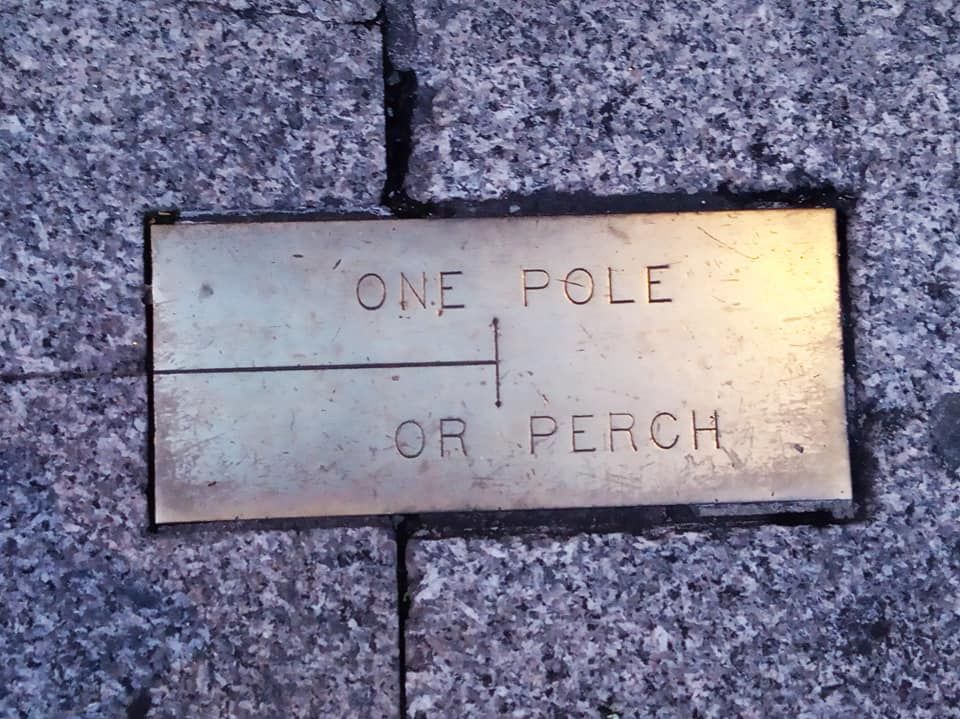 ONE POLE
OR PERCH